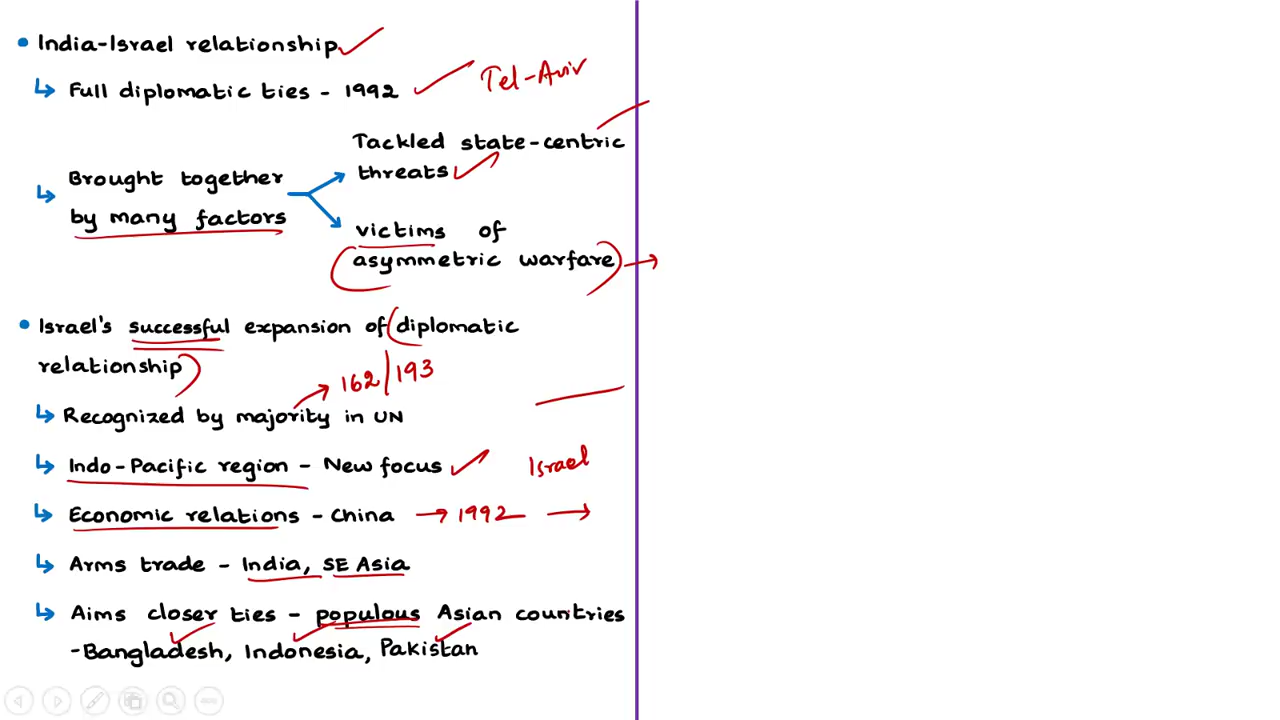 India-Israel relationship
Full diplomatic ties - 1992
Tel-Aviv
Tackled state-centric
threats
Brought together
by many factors
victims of
asymmetric warfare
Israel's successful expansion of diplomatic
relationship
162/193
Recognized by majority in UN
Indo-Pacific region - New focus
Israel
Economic relations - China → 1992 →
Arms trade - India, SE Asia
Aims closer ties - populous Asian countries
-Bangladesh, Indonesia, Pakistan